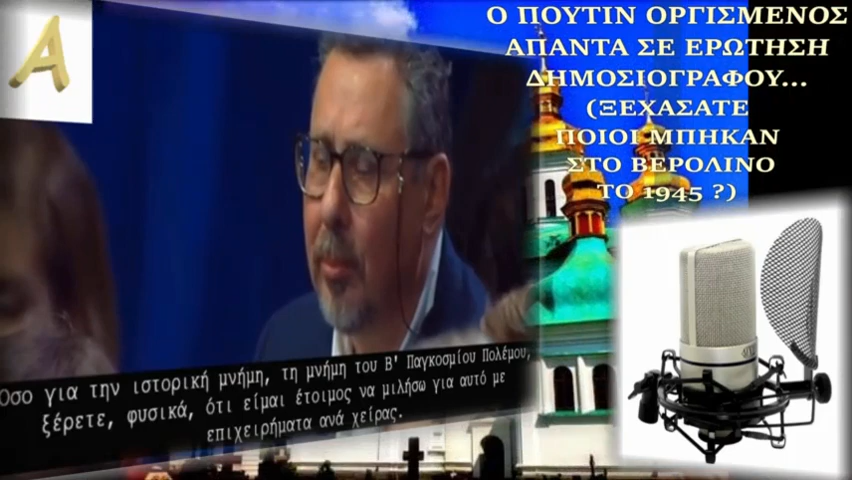 A
Ο ΠΟΥΤΙΝ ΟΡΓΙΣΜΕΝΟΣ
ΑΠΑΝΤΑ ΣΕ ΕΡΩΤΗΣΗ
ΔΗΜΟΣΙΟΓΡΑΦΟΥ...
(ΞΕΧΑΣΑΤΕ
ΠΟΙΟΙ ΜΠΗΚΑΝ
ΣΤΟ ΒΕΡΟΛΙΝΟ
ΤΟ 1945 ?)
Όσο για την ιστορική μνήμη, τη μνήμη του Β' Παγκοσμίου Πολέμου,
ξέρετε, φυσικά, ότι είμαι έτοιμος να μιλήσω για αυτό με
επιχειρήματα ανά χείρας.